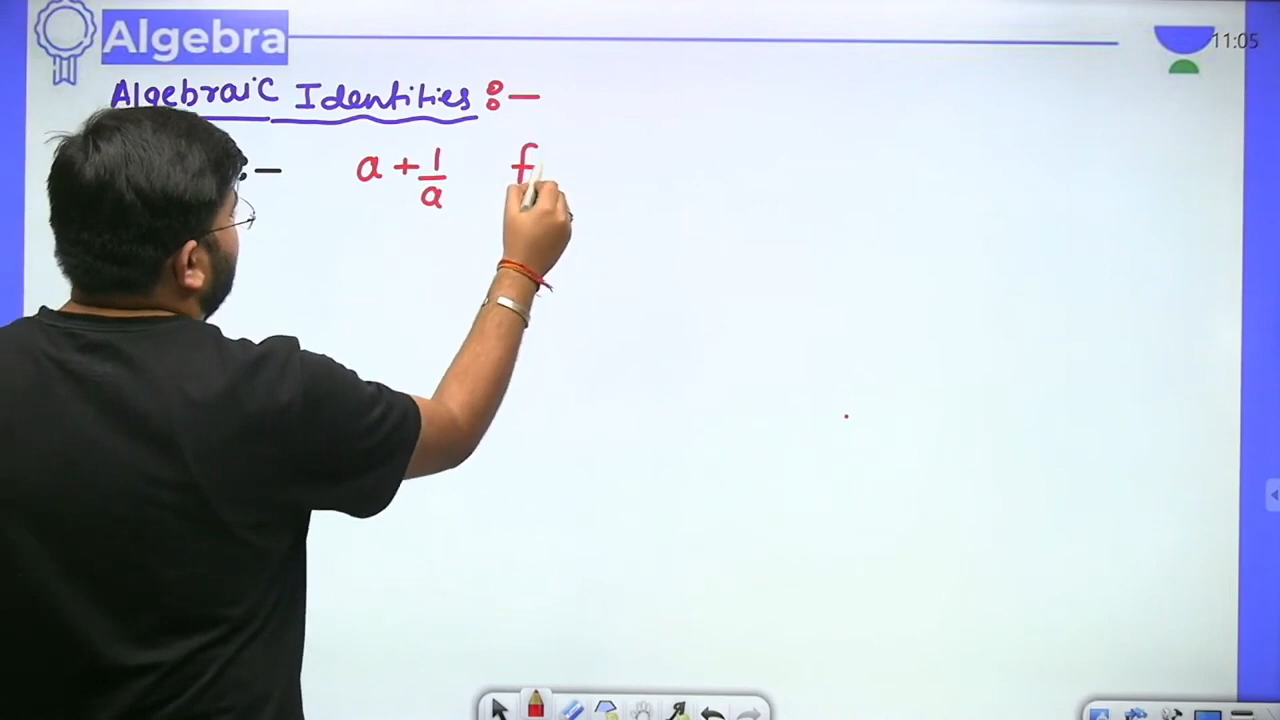 Algebra
11:05
Algebraic Identities :-
:- a + 1/a f